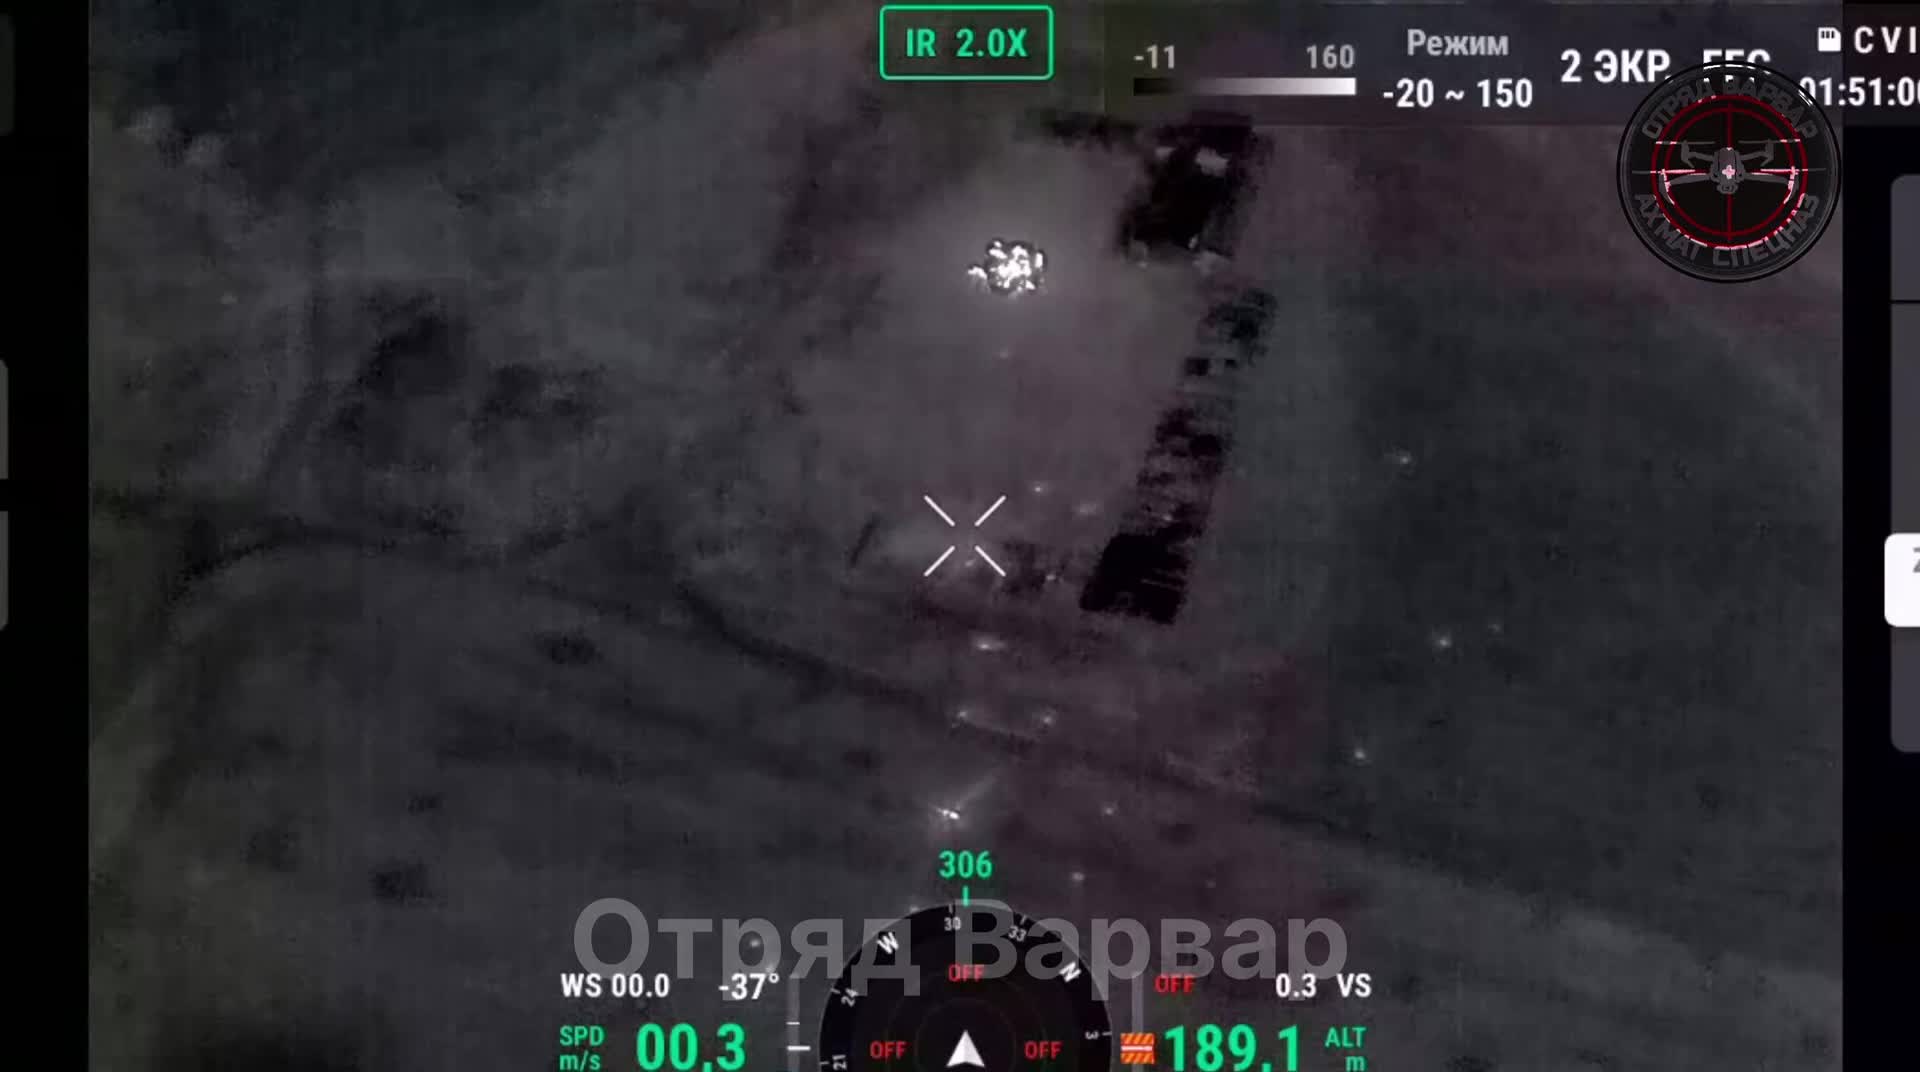 IR 2.0X
-11 160
Режим
-20 ~ 150
2 ЭКР.
CVI
01:51:00
ОТРЯД ВАРВАР
АХМАТ СПЕЦНАЗ
306
Отряд Варвар
W 30 33 N
24 OFF 3
21 OFF OFF
WS 00.0 -37°
OFF 0.3 VS
SPD m/s 00,3
189,1 ALT m